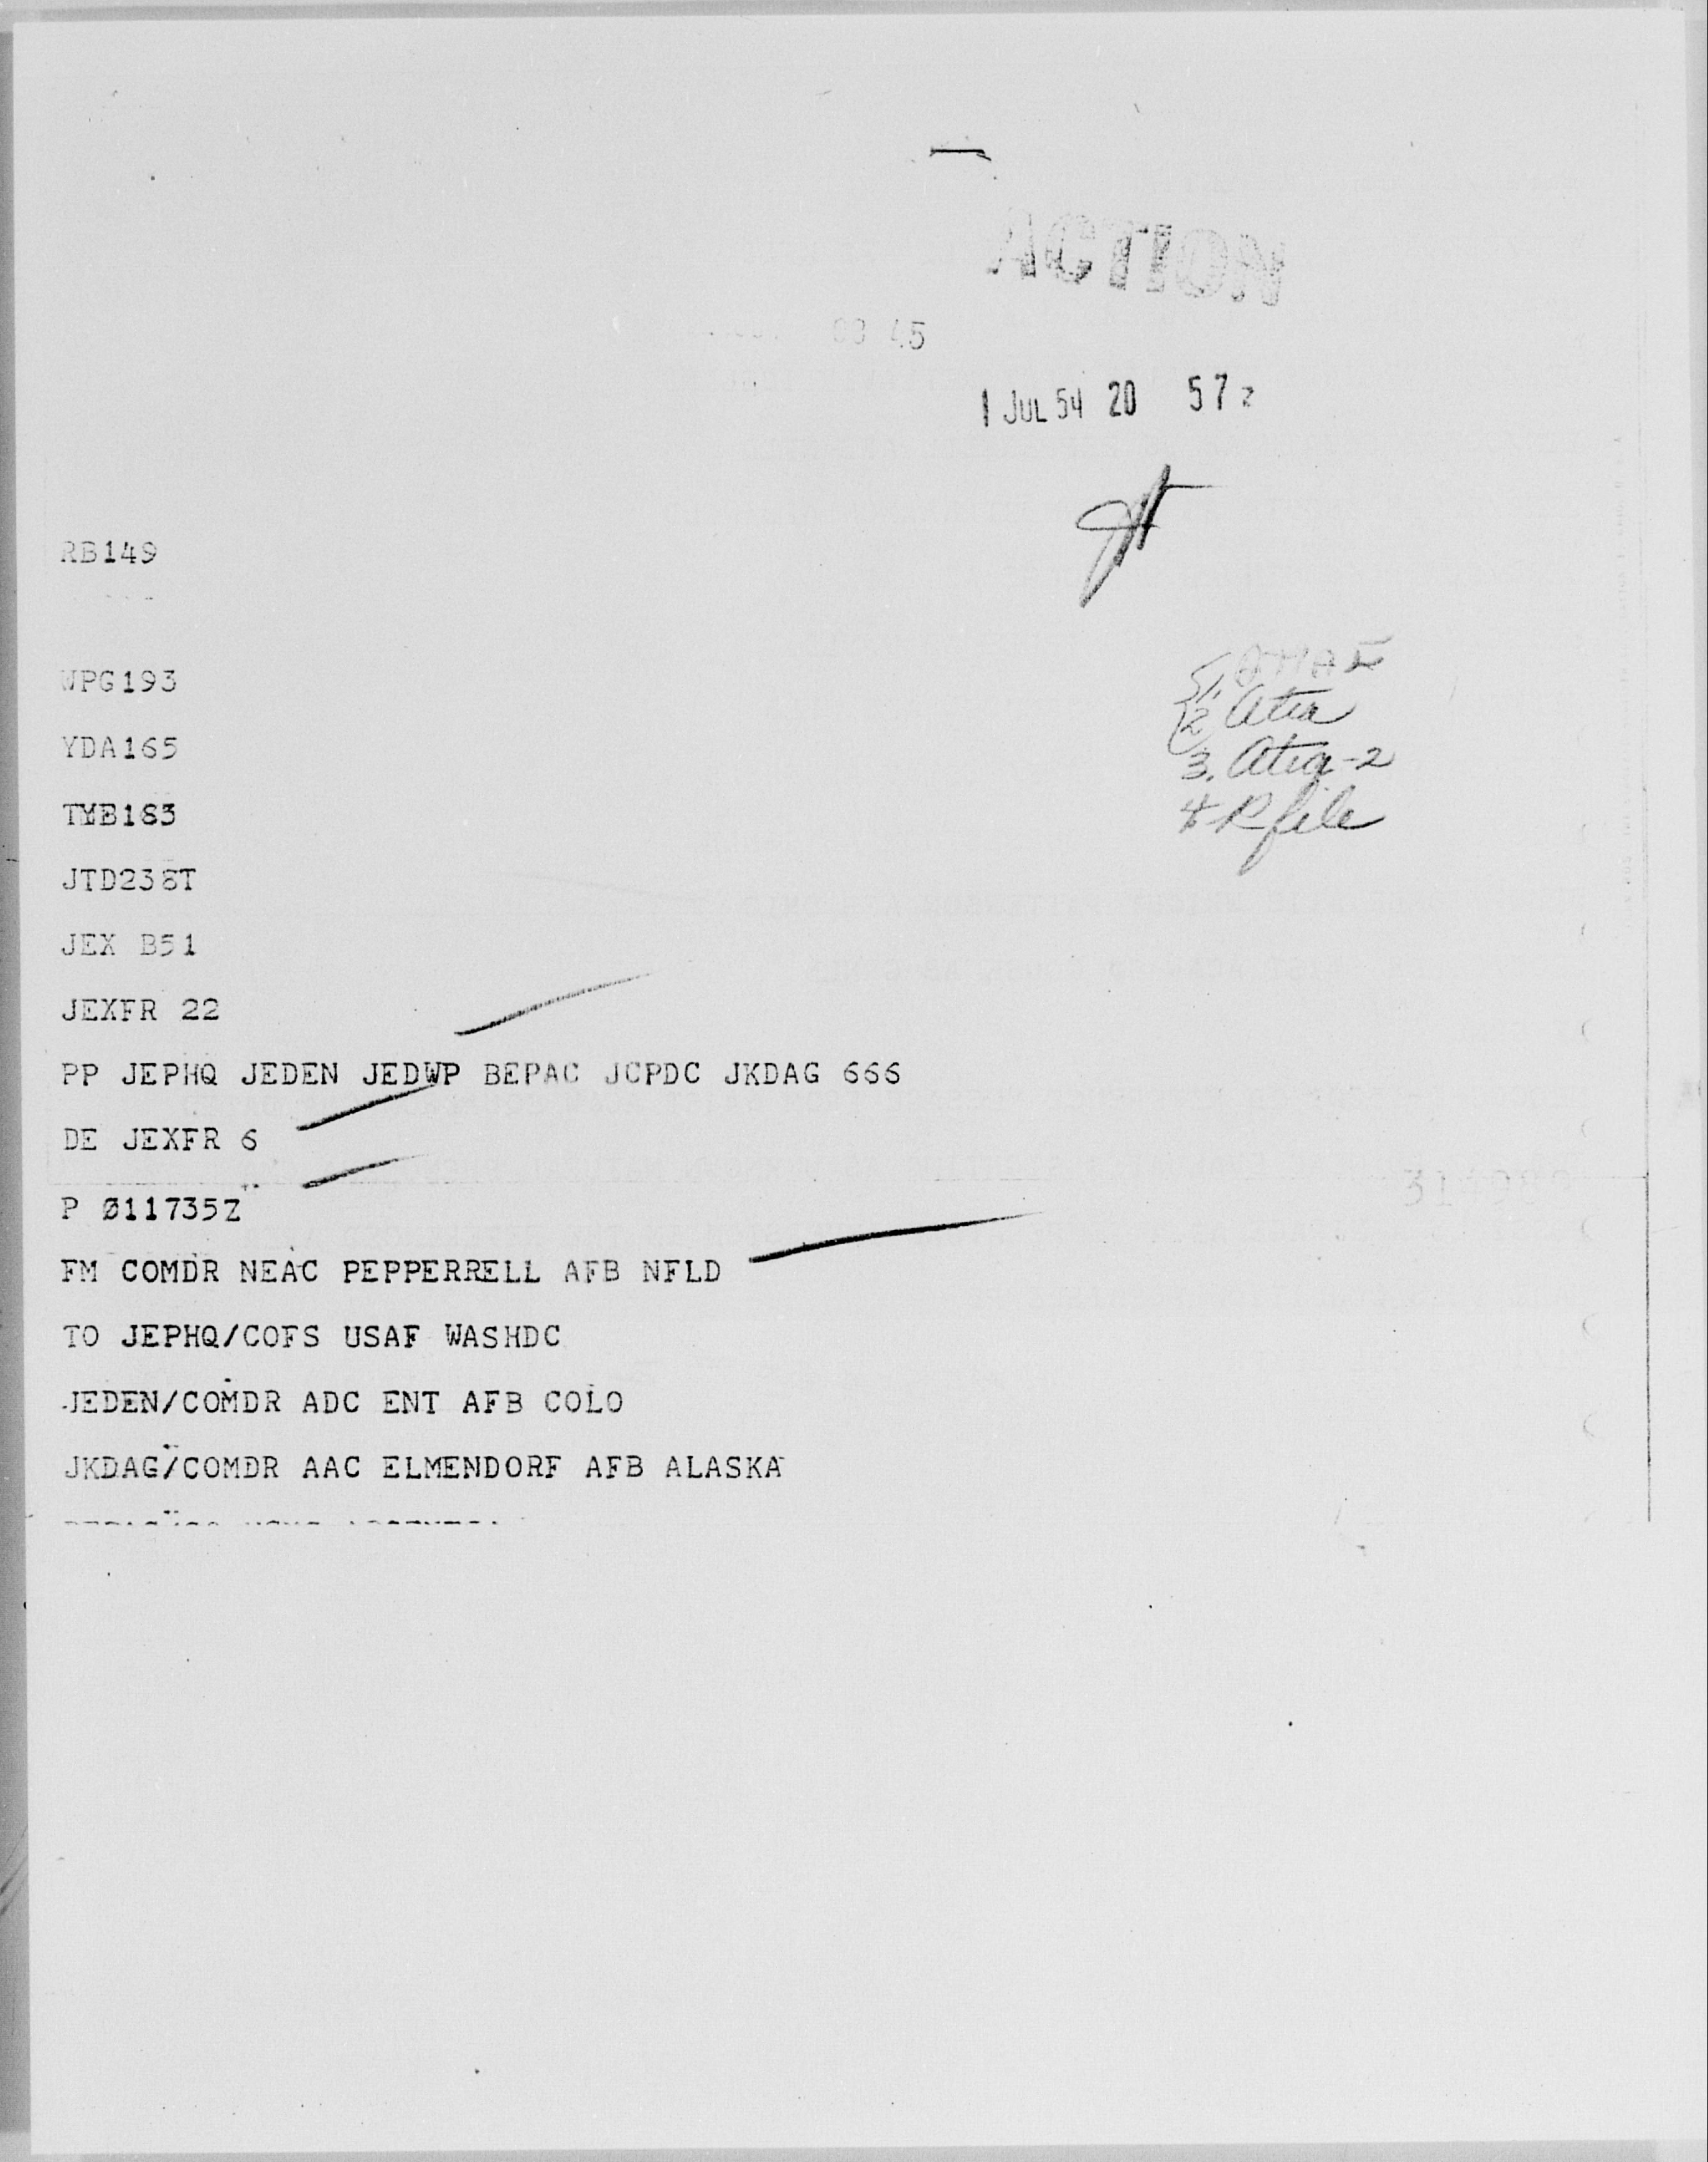 ACTION
45
1 JUL 54 20 57 z
RB149
WPG193
YDA165
TYB183
JTD238T
JEX B51
JEXFR 22
PP JEPHQ JEDEN JEDWP BEPAC JCPDC JKDAG 666
DE JEXFR 6
P Ø11735Z
FM COMDR NEAC PEPPERRELL AFB NFLD
TO JEPHQ/COFS USAF WASHDC
JEDEN/COMDR ADC ENT AFB COLO
JKDAG/COMDR AAC ELMENDORF AFB ALASKA
1.
2 Atia
3. Atia-2
4 R file